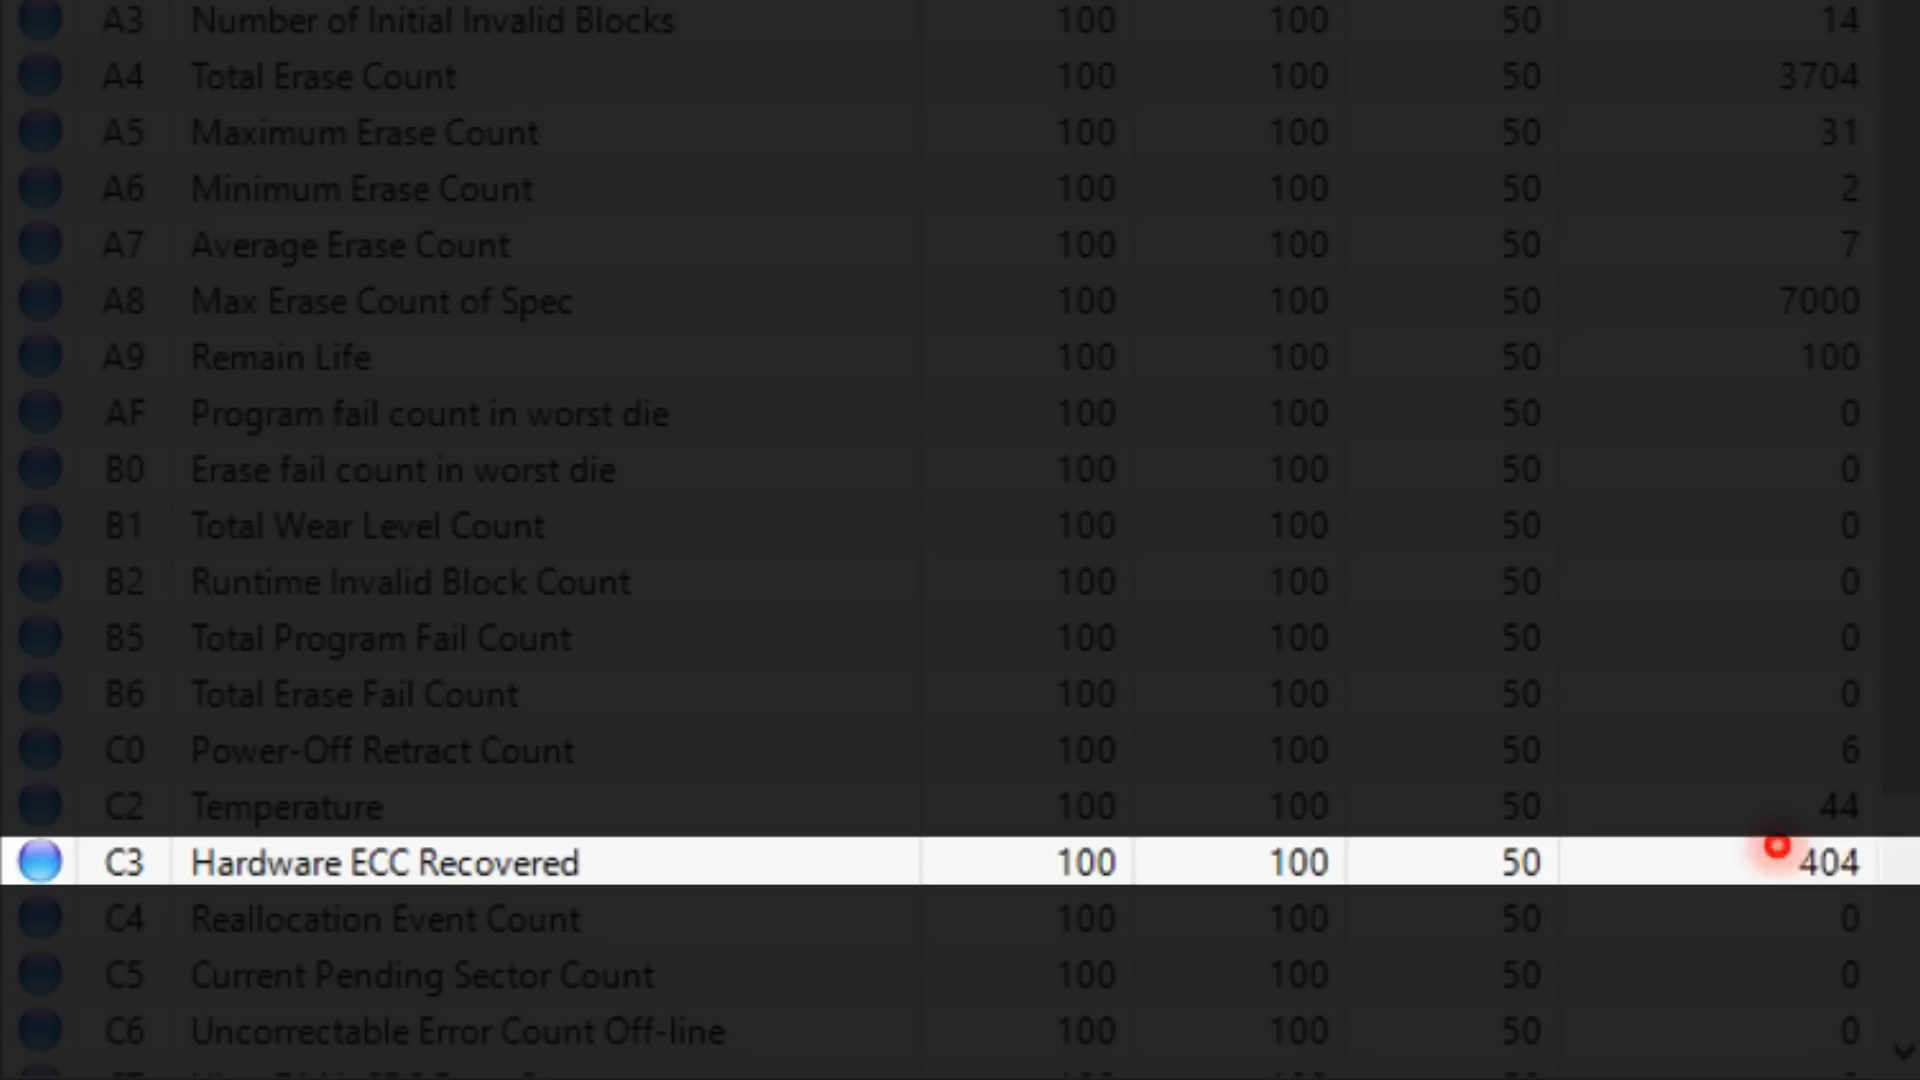 A3 Number of Initial Invalid Blocks 100 100 50 14
A4 Total Erase Count 100 100 50 3704
A5 Maximum Erase Count 100 100 50 31
A6 Minimum Erase Count 100 100 50 2
A7 Average Erase Count 100 100 50 7
A8 Max Erase Count of Spec 100 100 50 7000
A9 Remain Life 100 100 50 100
AF Program fail count in worst die 100 100 50 0
B0 Erase fail count in worst die 100 100 50 0
B1 Total Wear Level Count 100 100 50 0
B2 Runtime Invalid Block Count 100 100 50 0
B5 Total Program Fail Count 100 100 50 0
B6 Total Erase Fail Count 100 100 50 0
C0 Power-Off Retract Count 100 100 50 6
C2 Temperature 100 100 50 44
C3 Hardware ECC Recovered 100 100 50 404
C4 Reallocation Event Count 100 100 50 0
C5 Current Pending Sector Count 100 100 50 0
C6 Uncorrectable Error Count Off-line 100 100 50 0